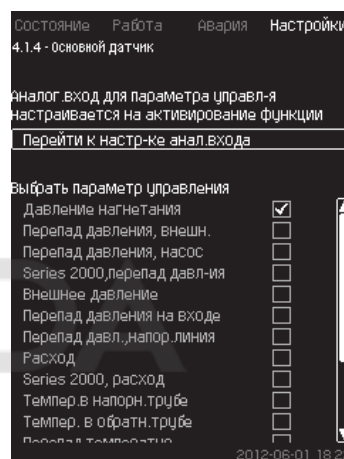 Состояние Работа Авария Настройки
4.1.4 - Основной датчик
Аналог.вход для параметра управл-я
настраивается на активирование функции
Перейти к настр-ке анал.входа
Выбрать параметр управления
Давление нагнетания
Перепад давления, внешн.
Перепад давления, насос
Series 2000,перепад давл-ия
Внешнее давление
Перепад давления на входе
Перепад давл.,напор.линия
Расход
Series 2000, расход
Темпер.в напорн.трубе
Темпер. в обратн.трубе
2012-06-01 18:2